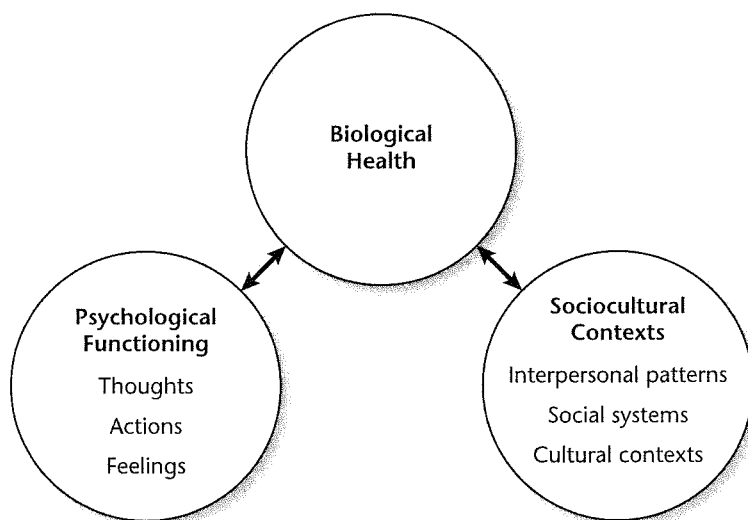 Biological
Health
Psychological
Functioning
Thoughts
Actions
Feelings
Sociocultural
Contexts
Interpersonal patterns
Social systems
Cultural contexts